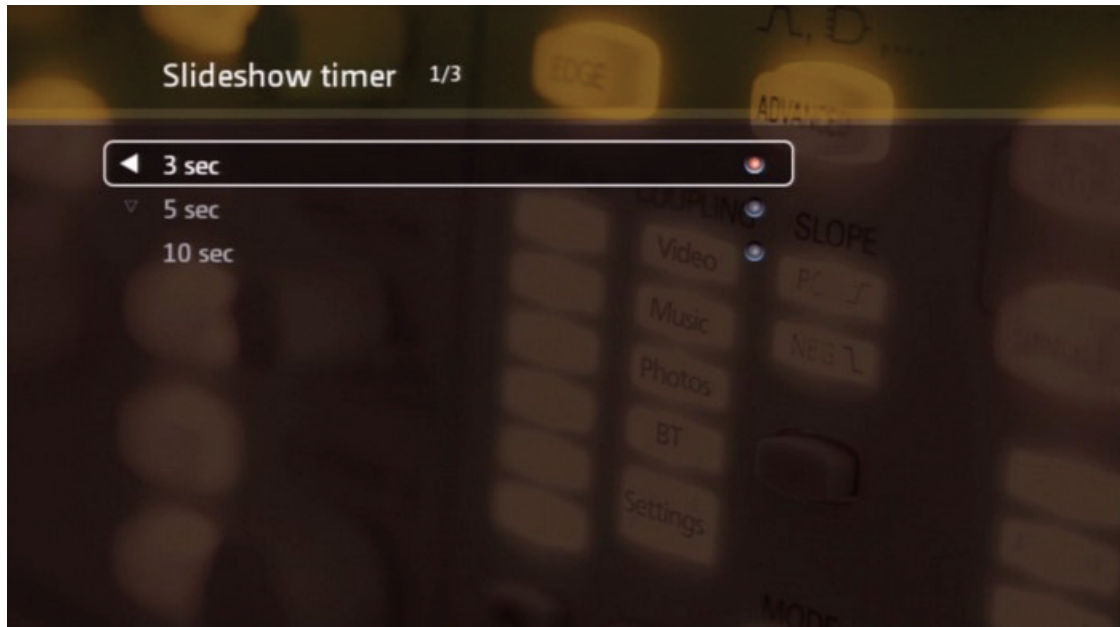 Slideshow timer 1/3
3 sec
5 sec
10 sec
EDGE
ADVANCED
COUPLING
SLOPE
Video
Music
Photos
BT
Settings
NEG
MODE